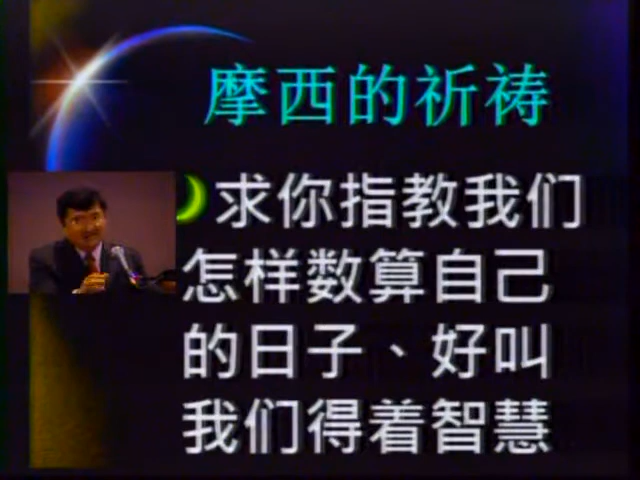 摩西的祈祷
求你指教我们
怎样数算自己
的日子、好叫
我们得着智慧